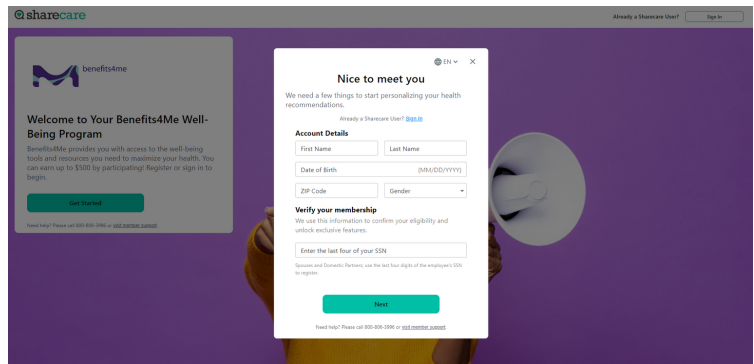 sharecare
Already a Sharecare User?
Sign In
benefits4me
Welcome to Your Benefits4Me Well-
Being Program
Benefits4Me provides you with access to the well-being
tools and resources you need to maximize your health. You
can earn up to $500 by participating! Register or sign in to
begin.
Get Started
Need help? Please call 800-806-3996 or visit member support.
EN
Nice to meet you
We need a few things to start personalizing your health
recommendations.
Already a Sharecare User? Sign In
Account Details
First Name
Last Name
Date of Birth (MM/DD/YYYY)
ZIP Code
Gender
Verify your membership
We use this information to confirm your eligibility and
unlock exclusive features.
Enter the last four of your SSN
Spouses and Domestic Partners: use the last four digits of the employee's SSN
to register.
Next
Need help? Please call 800-806-3996 or visit member support.